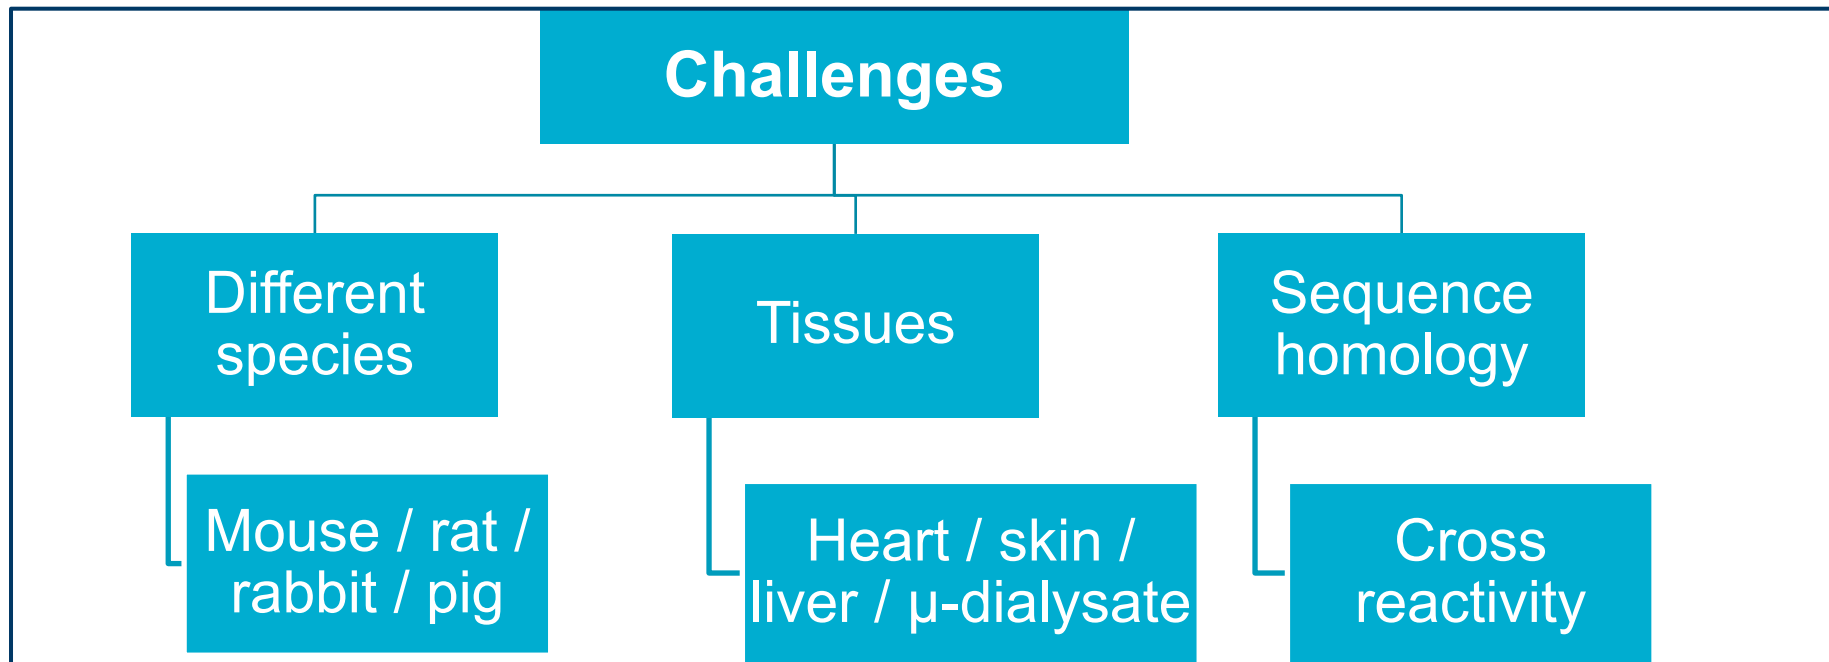 Challenges
Different
species
Tissues
Sequence
homology
Mouse / rat /
rabbit / pig
Heart / skin /
liver / µ-dialysate
Cross
reactivity